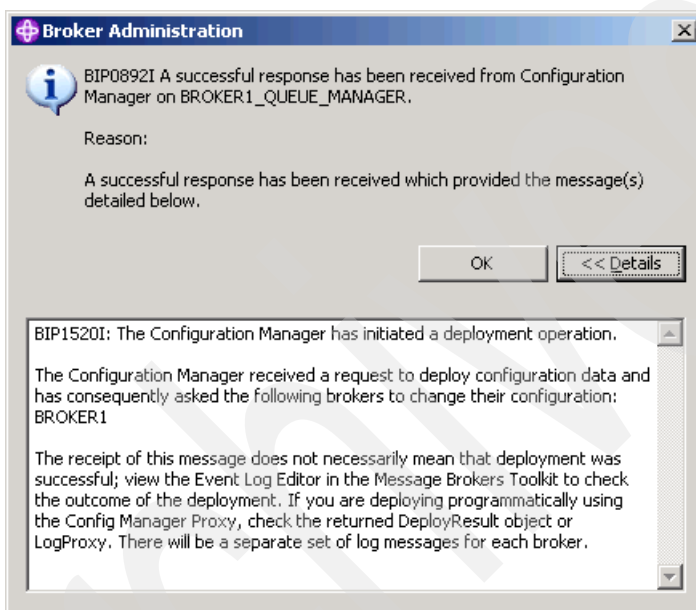 Broker Administration
BIP0892I A successful response has been received from Configuration
Manager on BROKER1_QUEUE_MANAGER.
Reason:
A successful response has been received which provided the message(s)
detailed below.
OK
<< Details
BIP1520I: The Configuration Manager has initiated a deployment operation.
The Configuration Manager received a request to deploy configuration data and
has consequently asked the following brokers to change their configuration:
BROKER1
The receipt of this message does not necessarily mean that deployment was
successful; view the Event Log Editor in the Message Brokers Toolkit to check
the outcome of the deployment. If you are deploying programmatically using
the Config Manager Proxy, check the returned DeployResult object or
LogProxy. There will be a separate set of log messages for each broker.